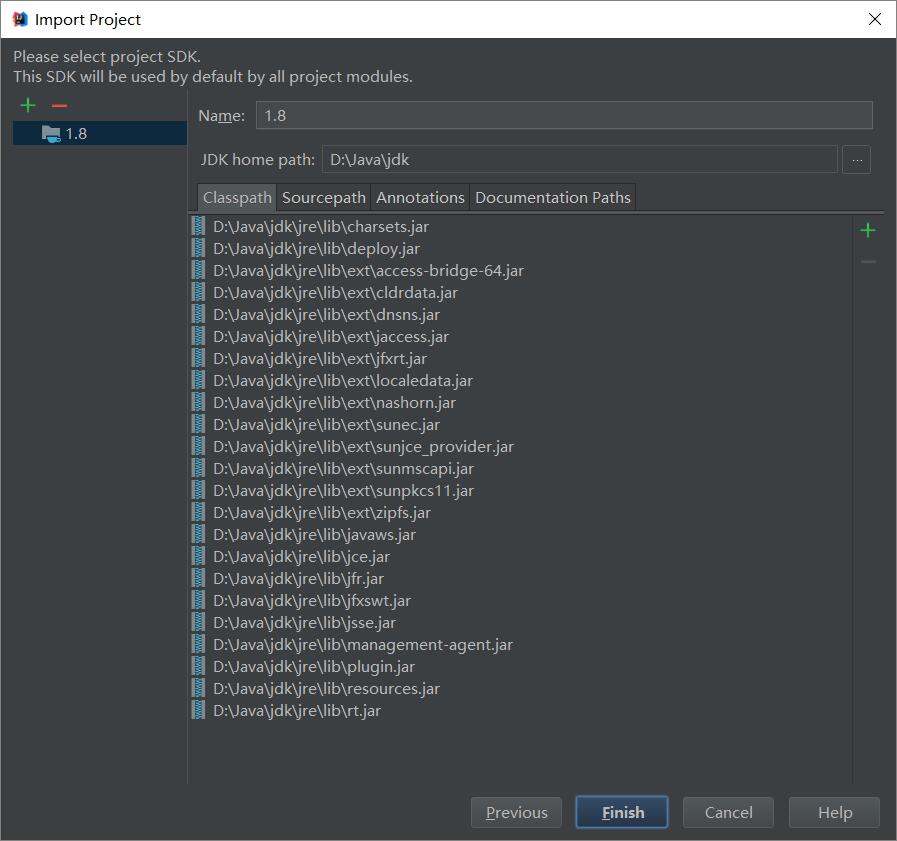 Import Project
Please select project SDK.
This SDK will be used by default by all project modules.
1.8
Name: 1.8
JDK home path: D:\Java\jdk ...
Classpath Sourcepath Annotations Documentation Paths
D:\Java\jdk\jre\lib\charsets.jar
D:\Java\jdk\jre\lib\deploy.jar
D:\Java\jdk\jre\lib\ext\access-bridge-64.jar
D:\Java\jdk\jre\lib\ext\cldrdata.jar
D:\Java\jdk\jre\lib\ext\dnsns.jar
D:\Java\jdk\jre\lib\ext\jaccess.jar
D:\Java\jdk\jre\lib\ext\jfxrt.jar
D:\Java\jdk\jre\lib\ext\localedata.jar
D:\Java\jdk\jre\lib\ext\nashorn.jar
D:\Java\jdk\jre\lib\ext\sunec.jar
D:\Java\jdk\jre\lib\ext\sunjce_provider.jar
D:\Java\jdk\jre\lib\ext\sunmscapi.jar
D:\Java\jdk\jre\lib\ext\sunpkcs11.jar
D:\Java\jdk\jre\lib\ext\zipfs.jar
D:\Java\jdk\jre\lib\javaws.jar
D:\Java\jdk\jre\lib\jce.jar
D:\Java\jdk\jre\lib\jfr.jar
D:\Java\jdk\jre\lib\jfxswt.jar
D:\Java\jdk\jre\lib\jsse.jar
D:\Java\jdk\jre\lib\management-agent.jar
D:\Java\jdk\jre\lib\plugin.jar
D:\Java\jdk\jre\lib\resources.jar
D:\Java\jdk\jre\lib\rt.jar
Previous Finish Cancel Help